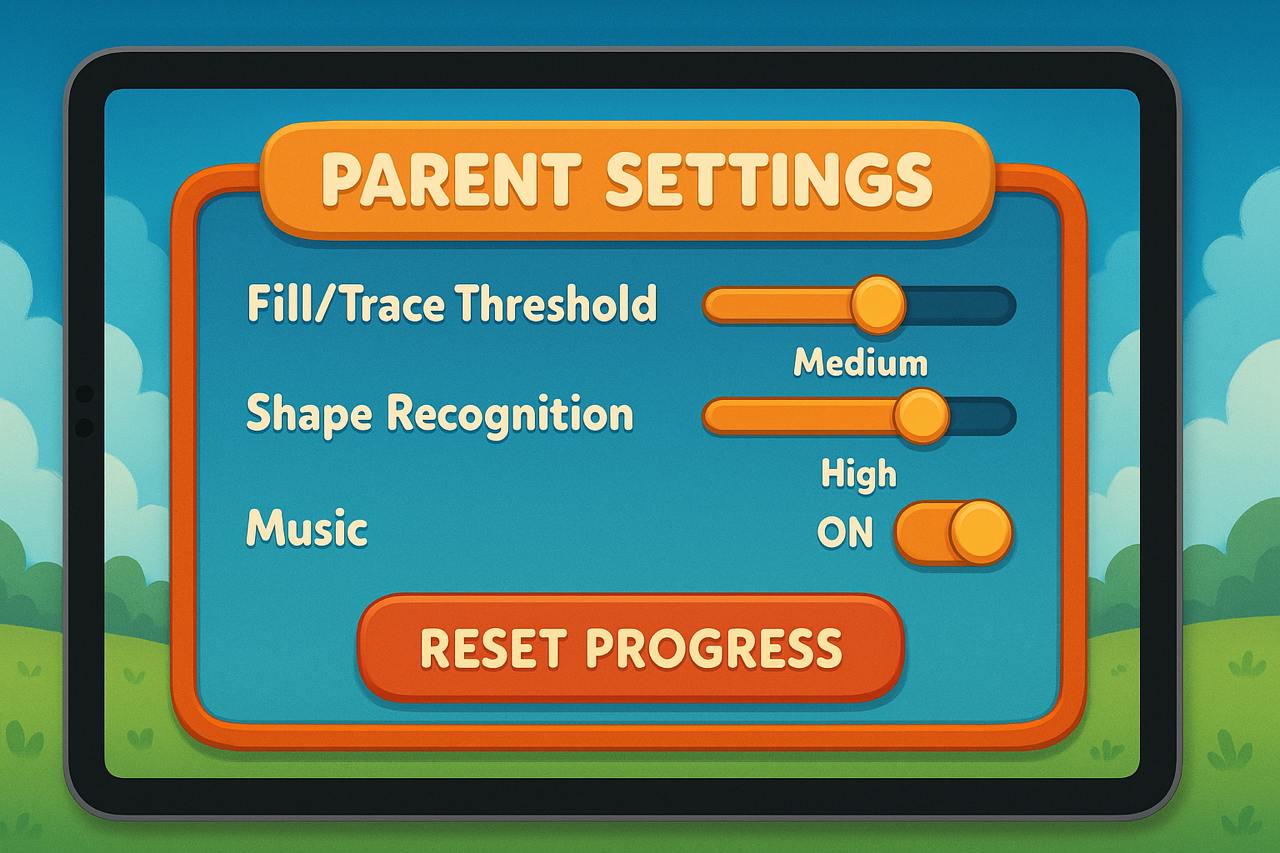 PARENT SETTINGS
Fill/Trace Threshold
Medium
Shape Recognition
High
Music
ON
RESET PROGRESS